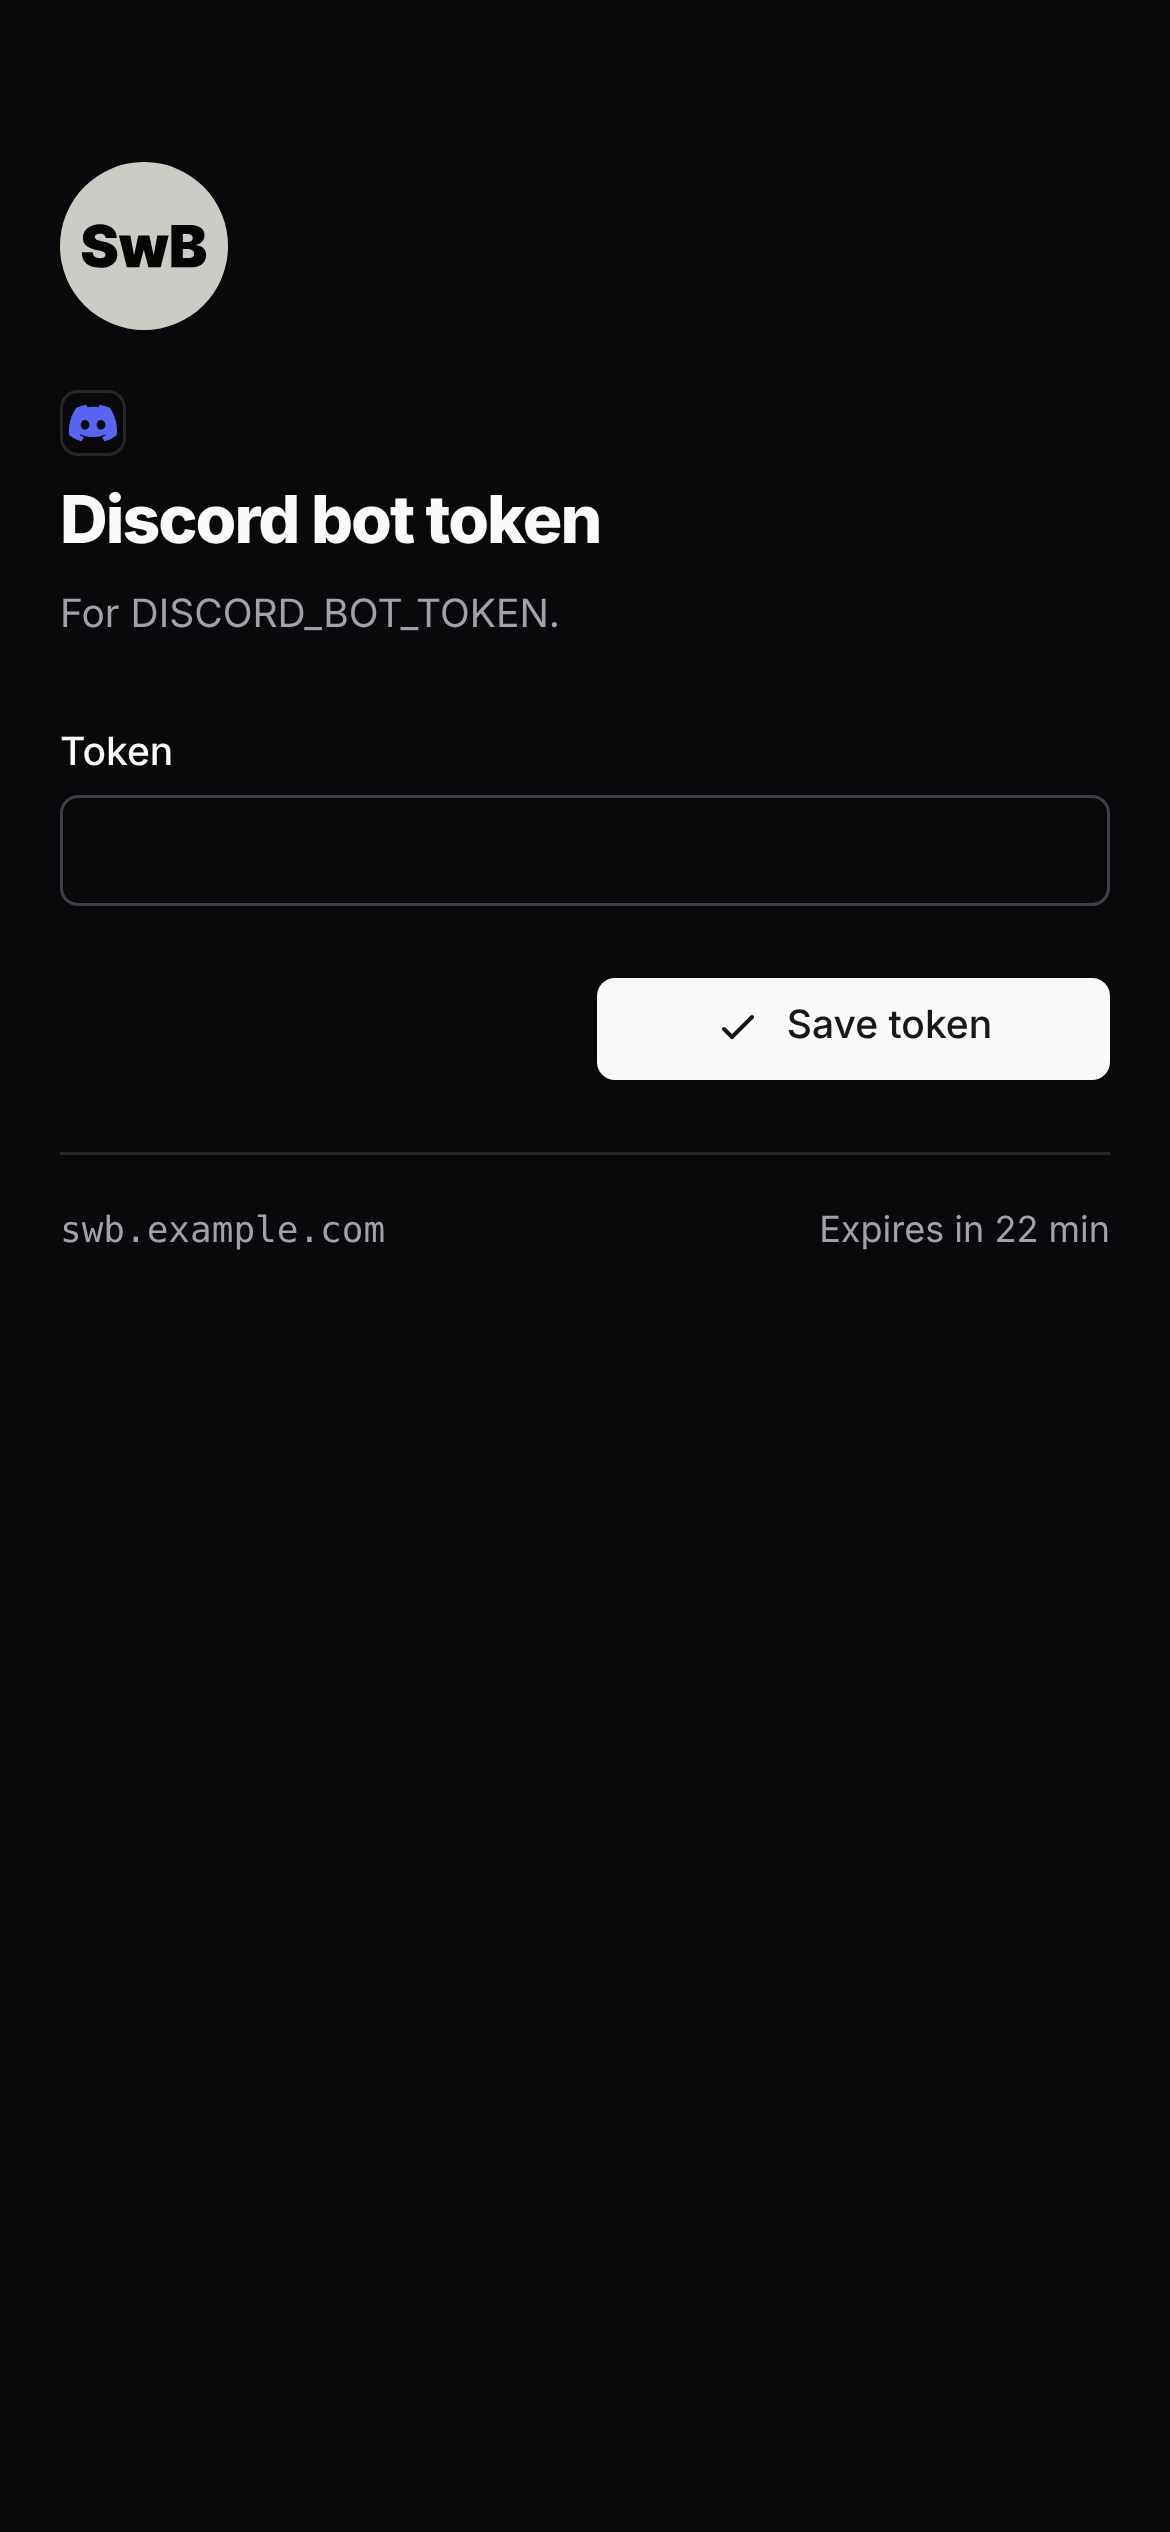 SwB
Discord bot token
For DISCORD_BOT_TOKEN.
Token
Save token
swb.example.com
Expires in 22 min